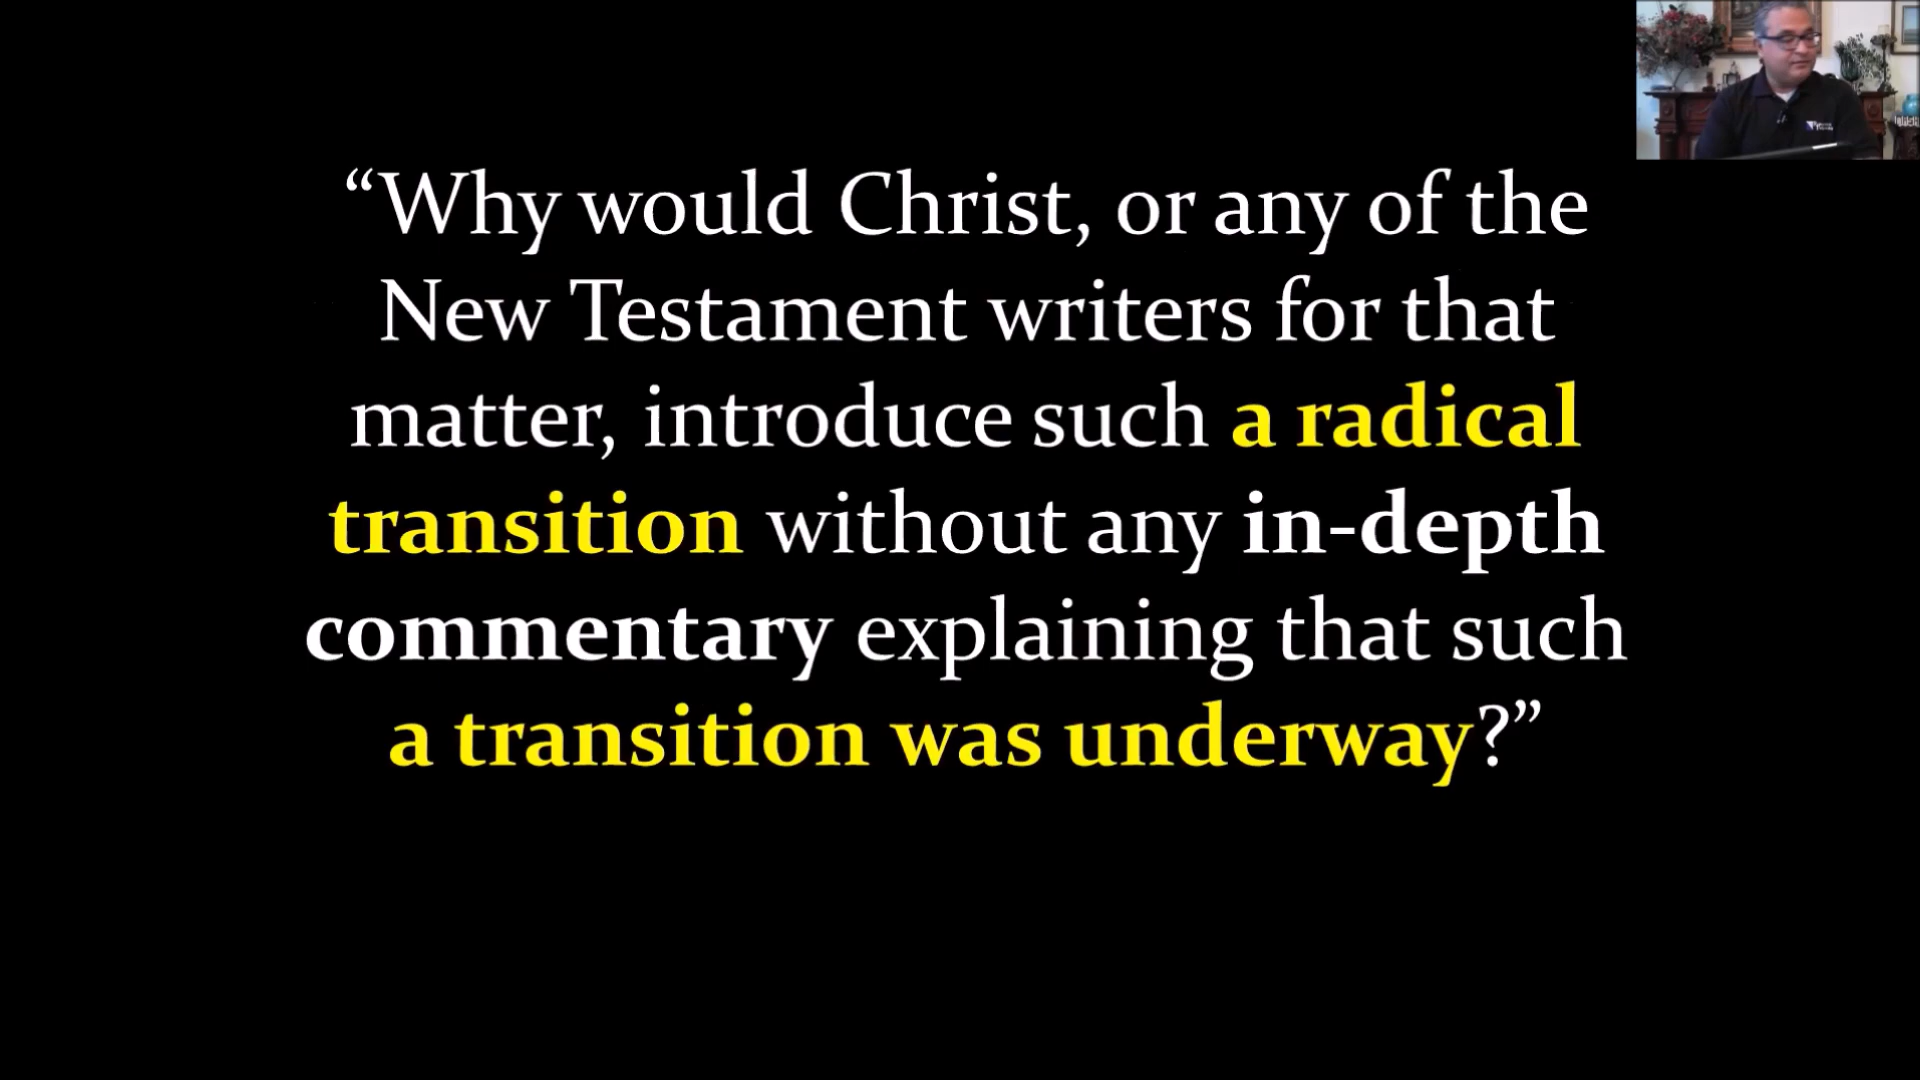 “Why would Christ, or any of the
New Testament writers for that
matter, introduce such a radical
transition without any in-depth
commentary explaining that such
a transition was underway?”